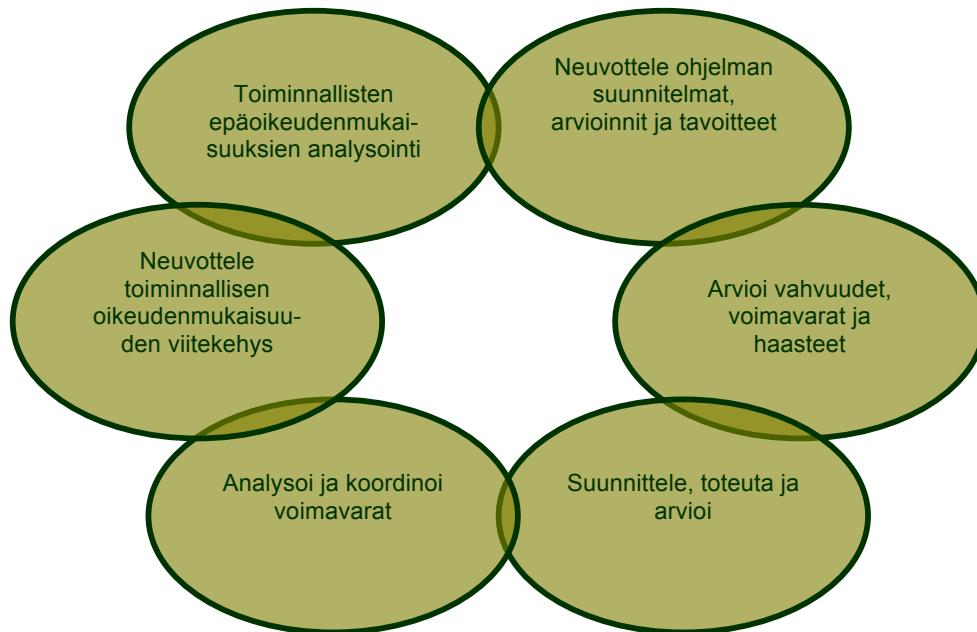 Toiminnallisten
epäoikeudenmukai-
suuksien analysointi
Neuvottele ohjelman
suunnitelmat,
arvioinnit ja tavoitteet
Neuvottele
toiminnallisen
oikeudenmukaisuu-
den viitekehys
Arvioi vahvuudet,
voimavarat ja
haasteet
Analysoi ja koordinoi
voimavarat
Suunnittele, toteuta ja
arvioi